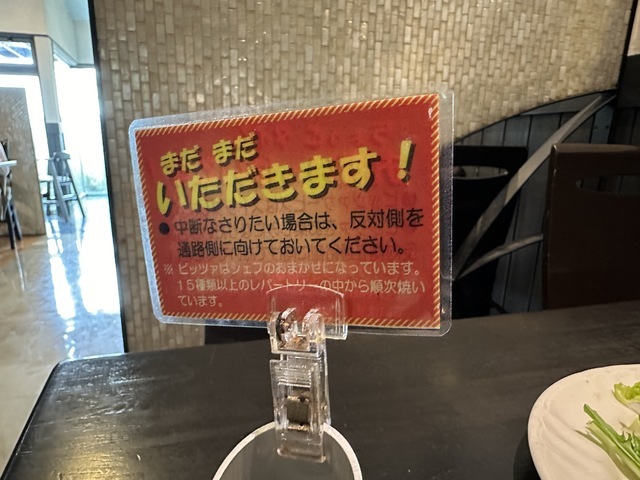 まだ まだ
いただきます！
●中断なさりたい場合は、反対側を
通路側に向けておいてください。
※ ピッツァはシェフのおまかせになっています。
15種類以上のレパートリーの中から順次焼い
ています。